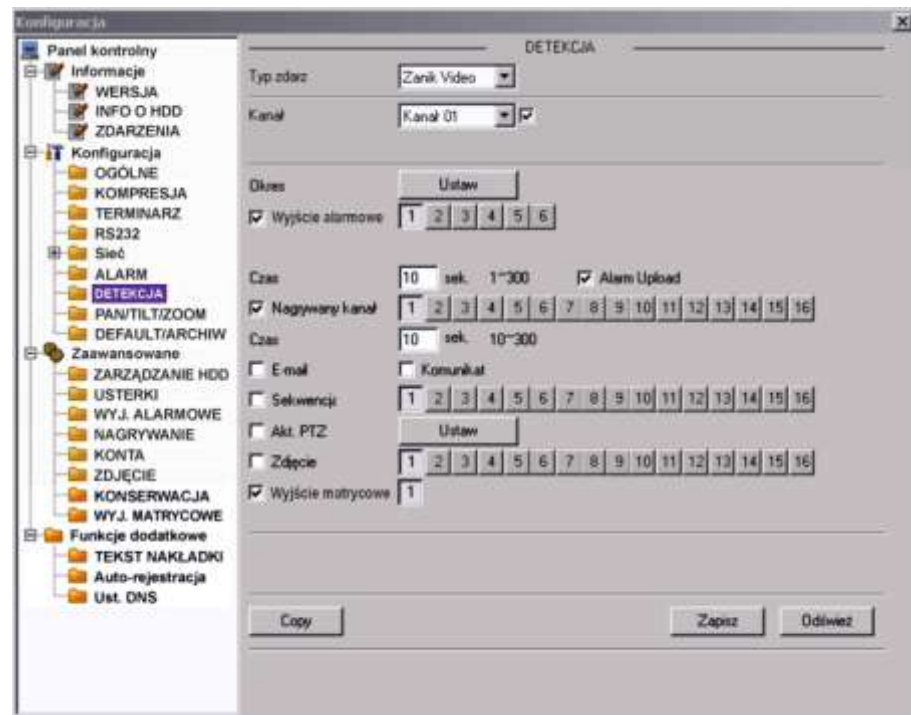 Konfiguracja
Panel kontrolny
Informacje
WERSJA
INFO O HDD
ZDARZENIA
Konfiguracja
OGÓLNE
KOMPRESJA
TERMINARZ
RS232
Sieć
ALARM
DETEKCJA
PAN/TILT/ZOOM
DEFAULT/ARCHIW
Zaawansowane
ZARZĄDZANIE HDD
USTERKI
WYJ. ALARMOWE
NAGRYWANIE
KONTA
ZDJĘCIE
KONSERWACJA
WYJ. MATRYCOWE
Funkcje dodatkowe
TEKST NAKŁADKI
Auto-rejestracja
Ust. DNS
DETEKCJA
Typ zdarz Zanik Video
Kanał Kanał 01
Okres Ustaw
Wyjście alarmowe 1 2 3 4 5 6
Czas 10 sek. 1~300 Alarm Upload
Nagrywany kanał 1 2 3 4 5 6 7 8 9 10 11 12 13 14 15 16
Czas 10 sek. 10~300
E-mail Komunikat
Sekwencja 1 2 3 4 5 6 7 8 9 10 11 12 13 14 15 16
Akt. PTZ Ustaw
Zdjęcie 1 2 3 4 5 6 7 8 9 10 11 12 13 14 15 16
Wyjście matrycowe 1
Copy Zapisz Odśwież